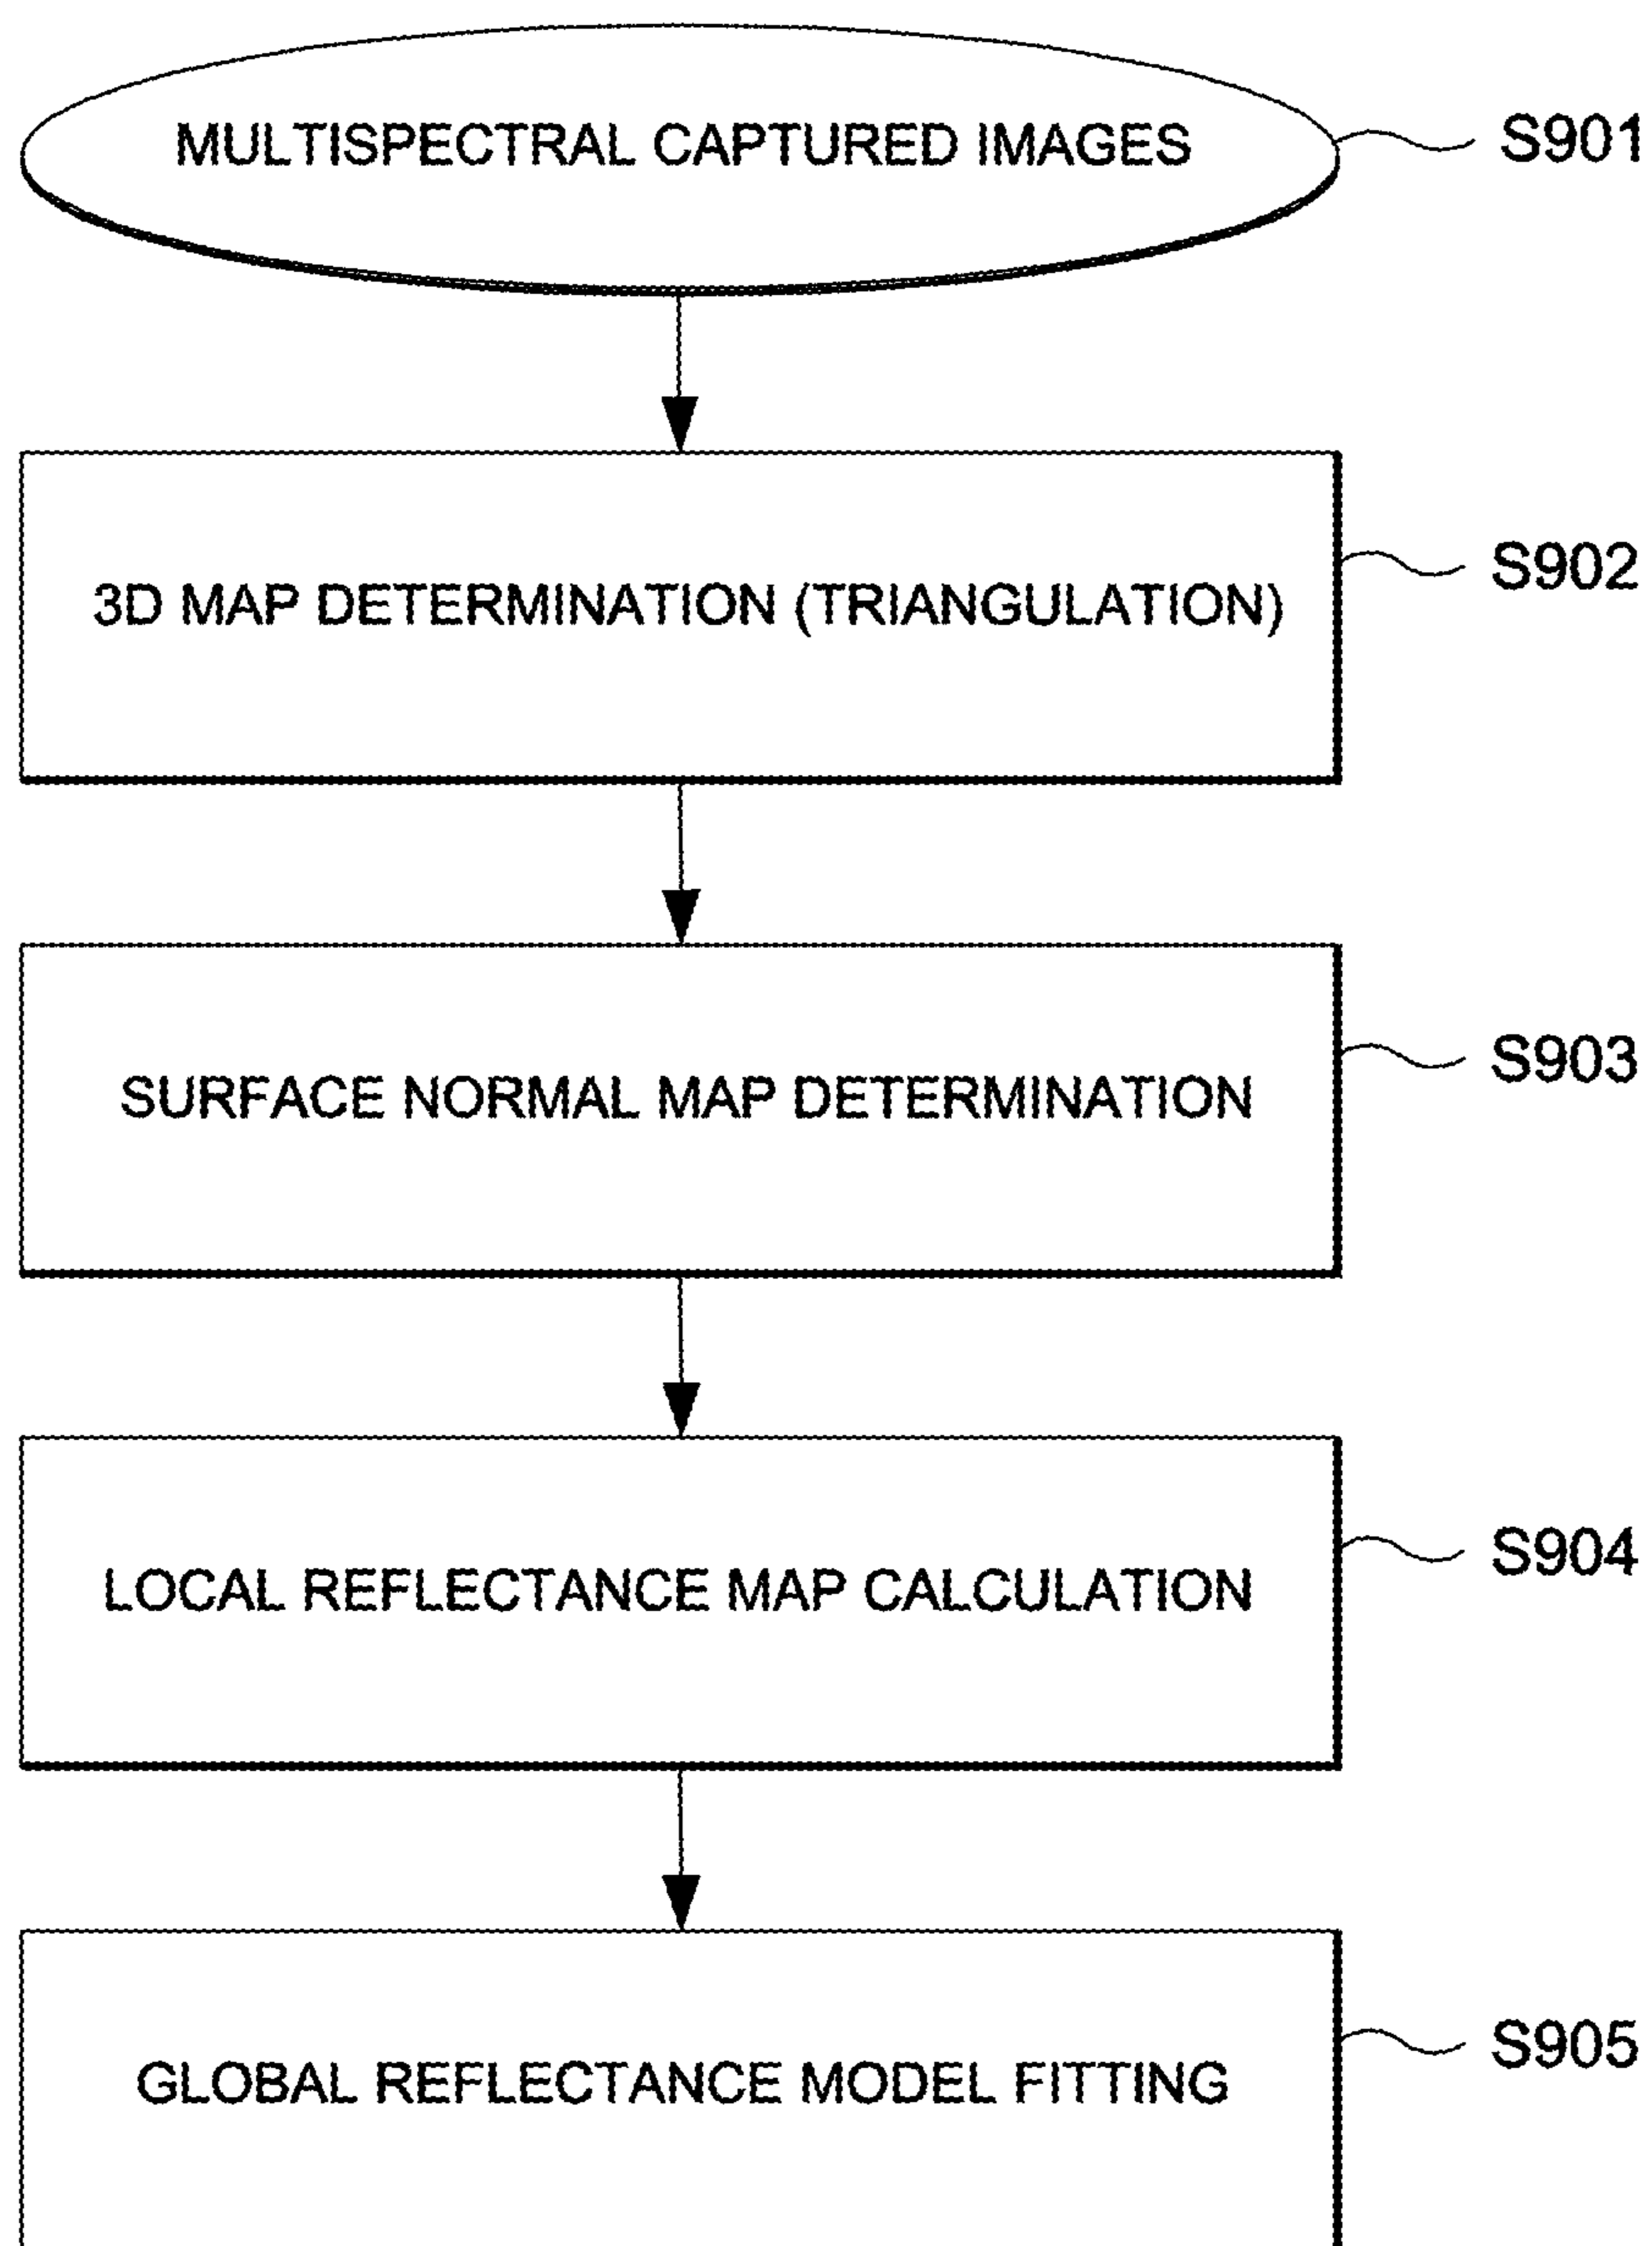 MULTISPECTRAL CAPTURED IMAGES
S901
3D MAP DETERMINATION (TRIANGULATION)
S902
SURFACE NORMAL MAP DETERMINATION
S903
LOCAL REFLECTANCE MAP CALCULATION
S904
GLOBAL REFLECTANCE MODEL FITTING
S905